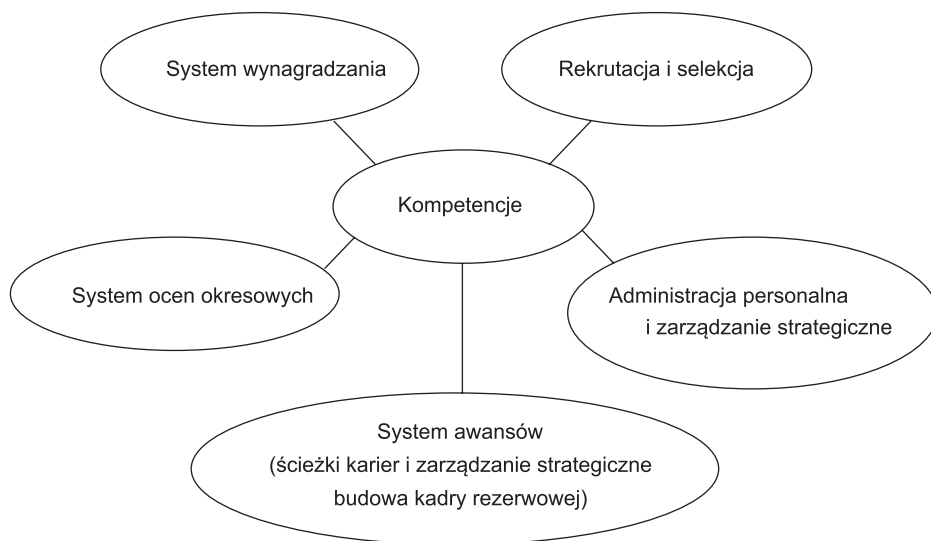 System wynagradzania
Rekrutacja i selekcja
Kompetencje
System ocen okresowych
Administracja personalna
i zarządzanie strategiczne
System awansów
(ścieżki karier i zarządzanie strategiczne
budowa kadry rezerwowej)